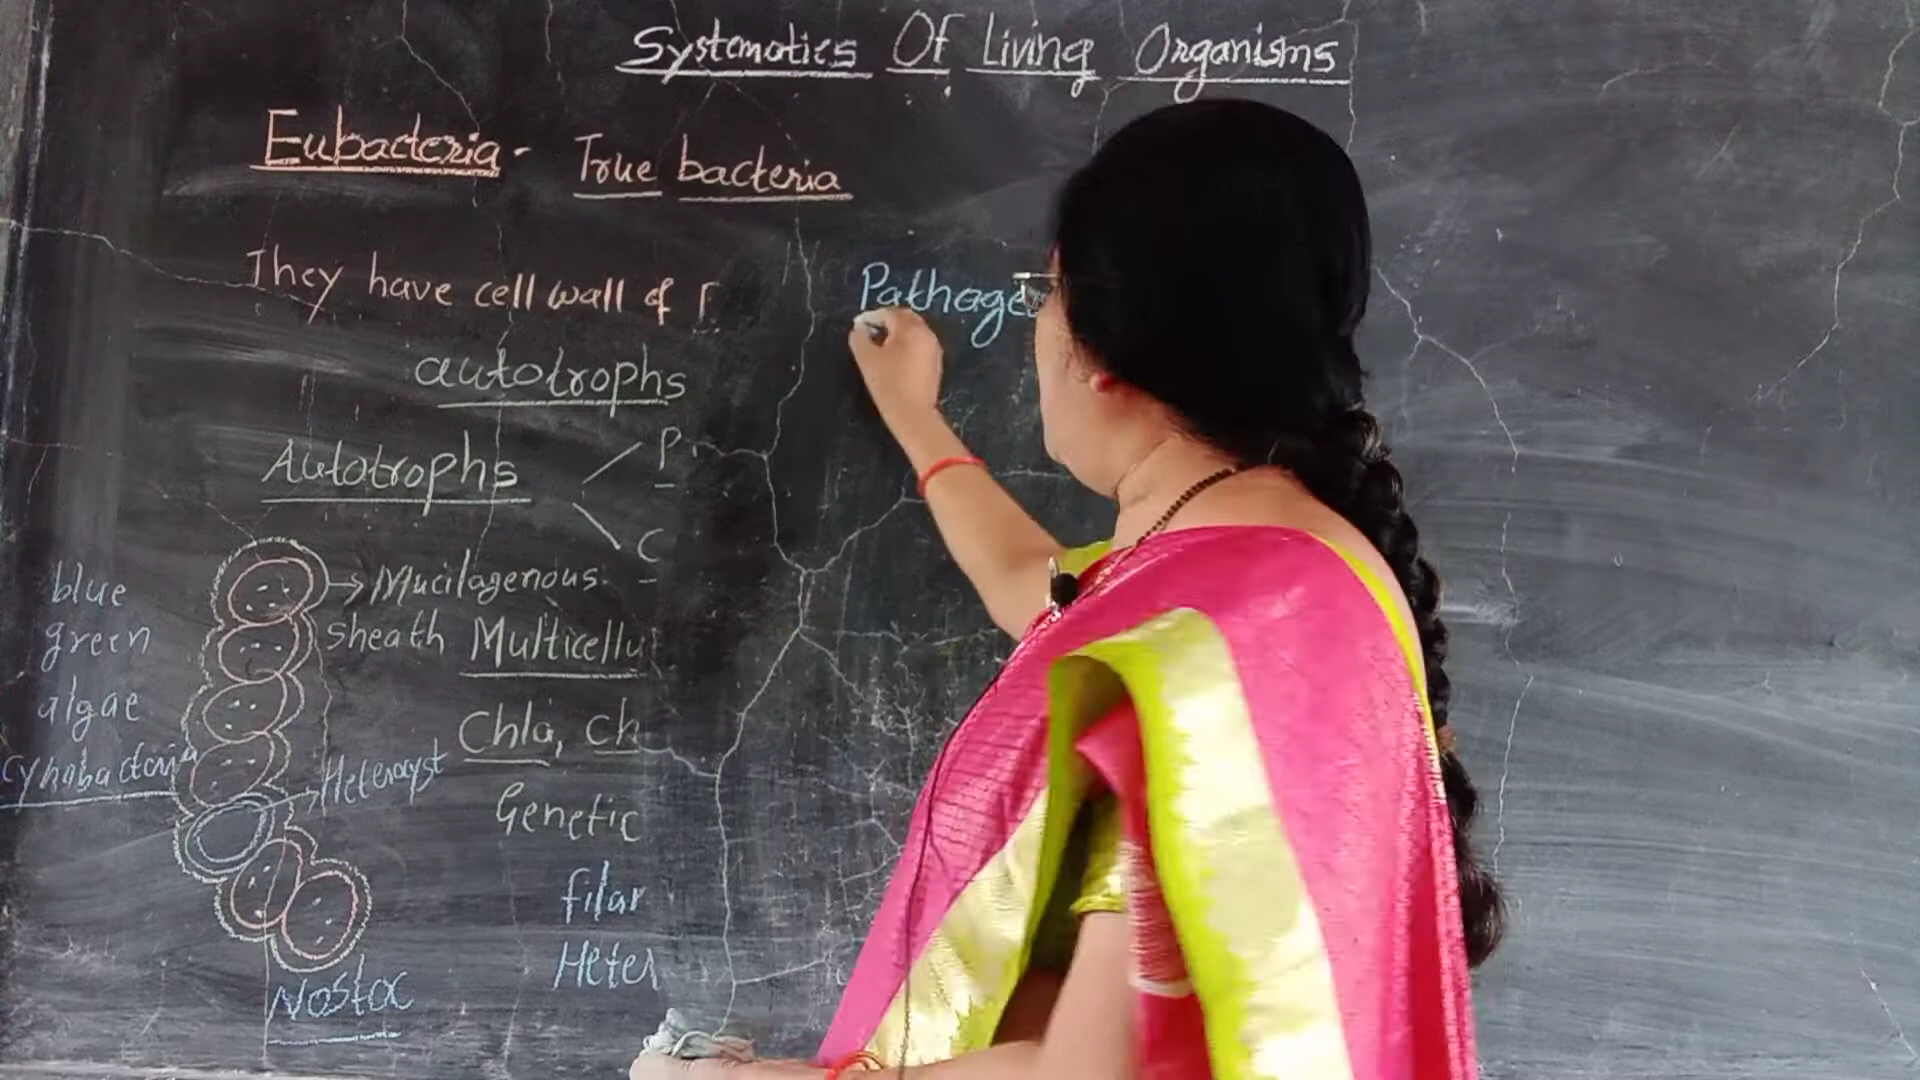 Systematics Of Living Organisms
Eubacteria - True bacteria
They have cell wall of
Pathoge
autotrophs
Autotrophs
P
C
blue
green
algae
Cynobacteria
Mucilagenous
sheath
Multicellu
Chla, Ch
Heterocyst
Genetic
filar
Heter
Nostoc